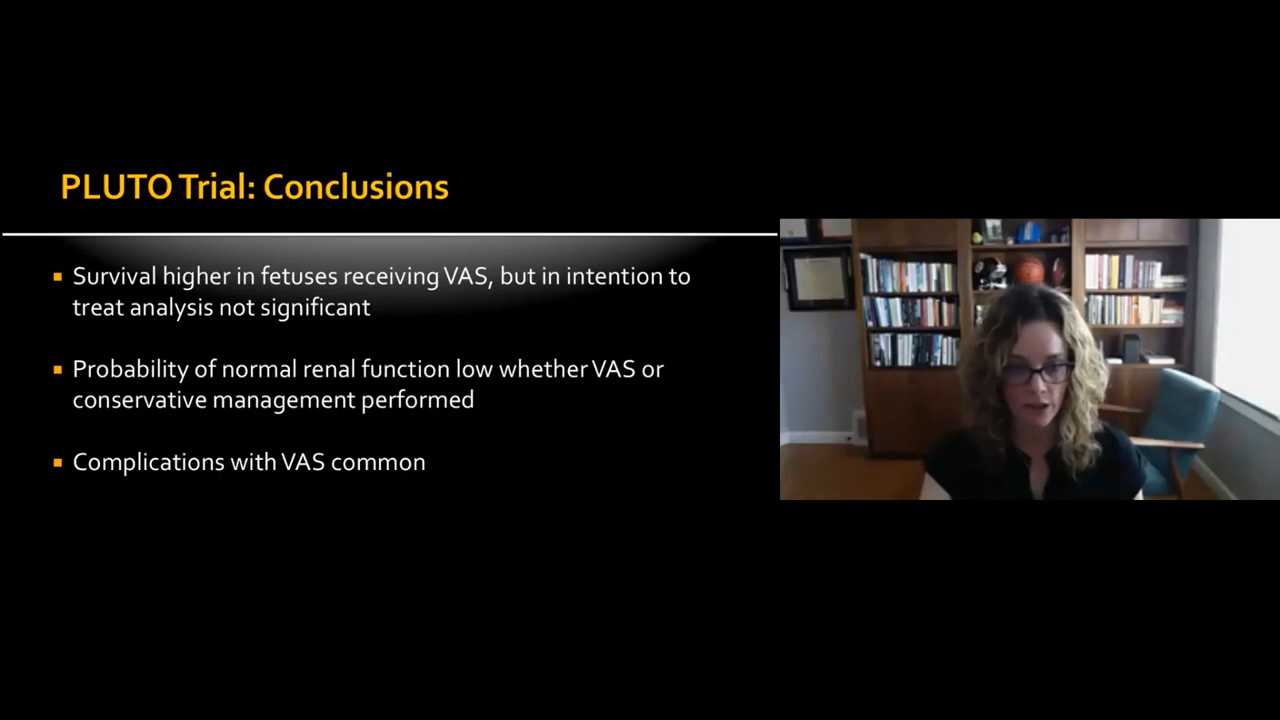 PLUTO Trial: Conclusions
▪ Survival higher in fetuses receiving VAS, but in intention to
treat analysis not significant
▪ Probability of normal renal function low whether VAS or
conservative management performed
▪ Complications with VAS common